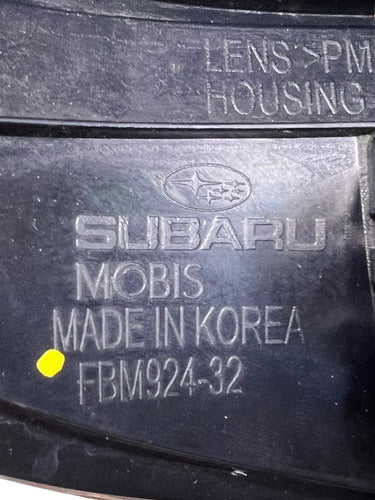 LENS >PM
HOUSING
SUBARU
MOBIS
MADE IN KOREA
FBM924-32